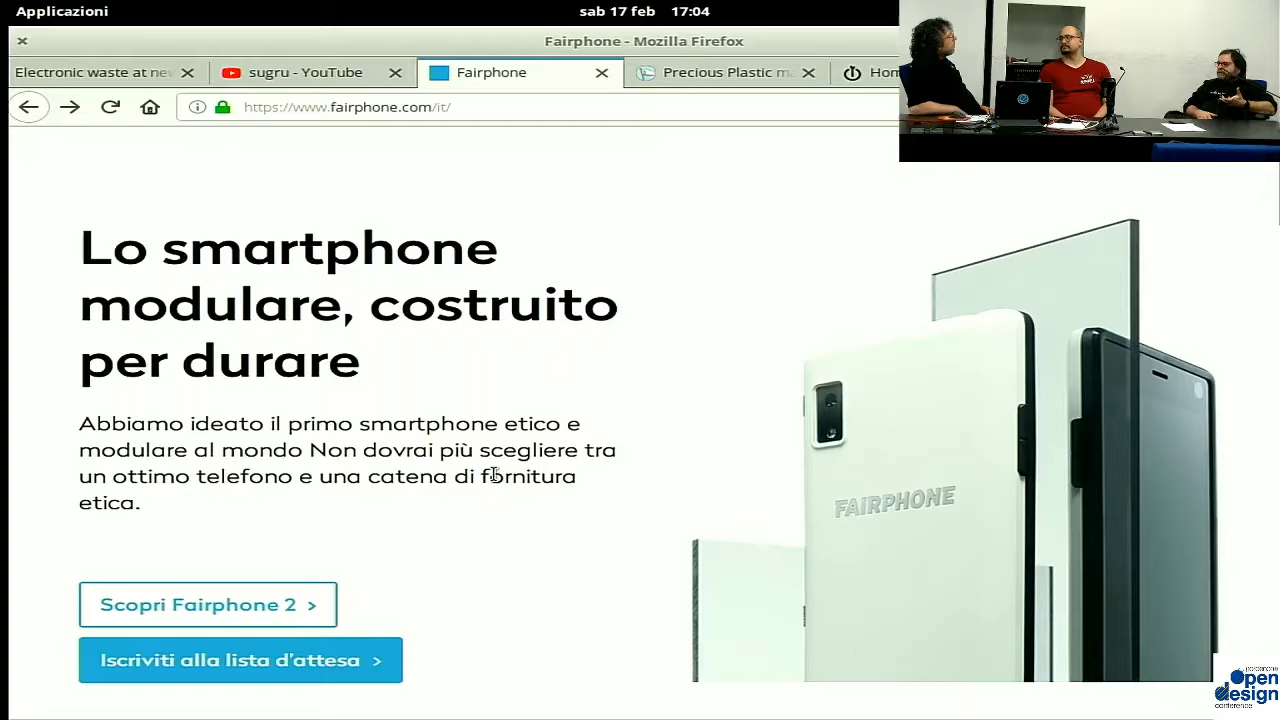 Applicazioni
sab 17 feb 17:04
Fairphone - Mozilla Firefox
Electronic waste at ne
sugru - YouTube
Fairphone
Precious Plastic m
Hom
https://www.fairphone.com/it/
Lo smartphone
modulare, costruito
per durare
Abbiamo ideato il primo smartphone etico e
modulare al mondo Non dovrai più scegliere tra
un ottimo telefono e una catena di fornitura
etica.
FAIRPHONE
Scopri Fairphone 2 >
Iscriviti alla lista d'attesa >
pordenone
open
design
conference